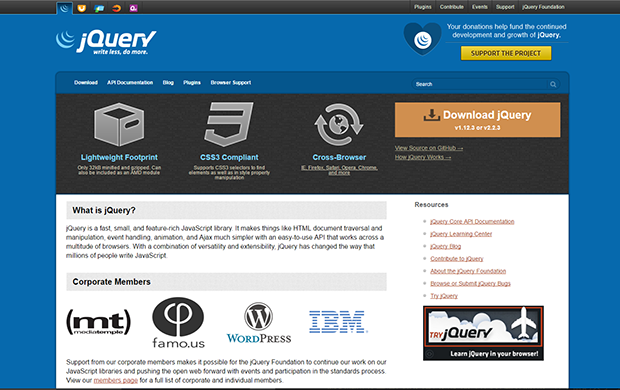 Plugins Contribute Events Support jQuery Foundation
jQuery
write less, do more.
Your donations help fund the continued
development and growth of jQuery.
SUPPORT THE PROJECT
Download API Documentation Blog Plugins Browser Support
Search
Lightweight Footprint
Only 32kB minified and gzipped. Can
also be included as an AMD module
CSS3 Compliant
Supports CSS3 selectors to find
elements as well as in style property
manipulation
Cross-Browser
IE, Firefox, Safari, Opera, Chrome,
and more
Download jQuery
v1.12.3 or v2.2.3
View Source on GitHub →
How jQuery Works →
What is jQuery?
jQuery is a fast, small, and feature-rich JavaScript library. It makes things like HTML document traversal and
manipulation, event handling, animation, and Ajax much simpler with an easy-to-use API that works across a
multitude of browsers. With a combination of versatility and extensibility, jQuery has changed the way that
millions of people write JavaScript.
Corporate Members
(mt)
mediatemple
famo.us
WORDPRESS
IBM
Support from our corporate members makes it possible for the jQuery Foundation to continue our work on our
JavaScript libraries and pushing the open web forward with events and participation in the standards process.
View our members page for a full list of corporate and individual members.
Resources
jQuery Core API Documentation
jQuery Learning Center
jQuery Blog
Contribute to jQuery
About the jQuery Foundation
Browse or Submit jQuery Bugs
Try jQuery
TRY jQuery
Learn jQuery in your browser!